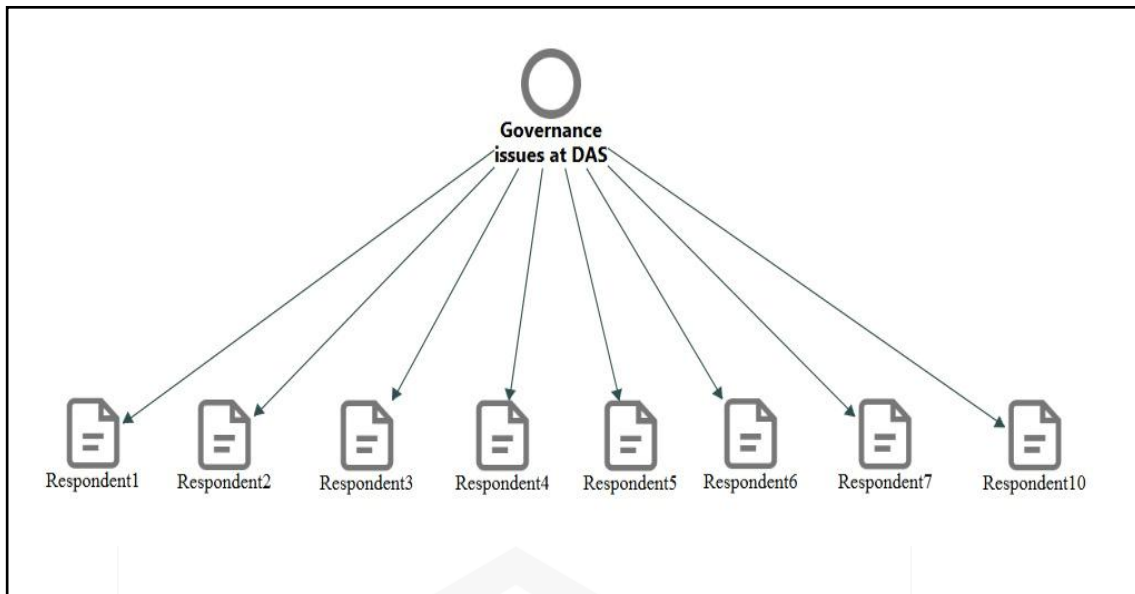 Governance
issues at DAS
Respondent1
Respondent2
Respondent3
Respondent4
Respondent5
Respondent6
Respondent7
Respondent10